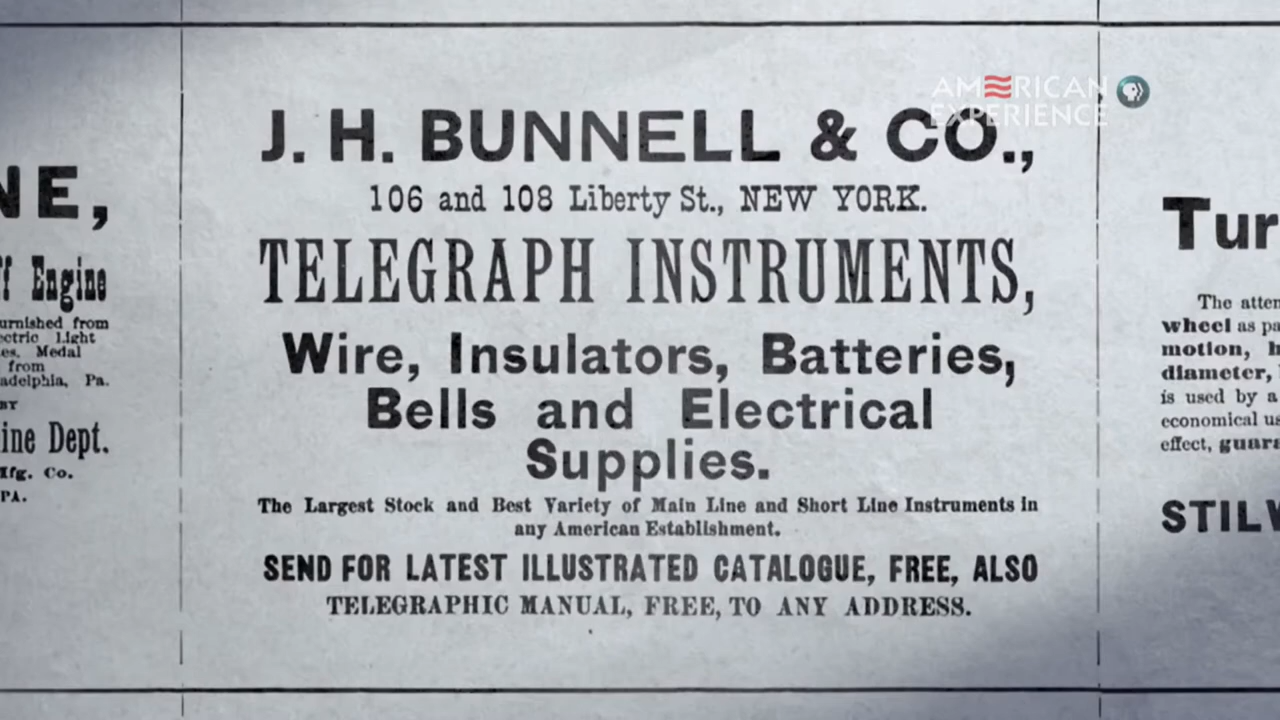 AMERICAN
EXPERIENCE
J. H. BUNNELL & CO.,
106 and 108 Liberty St., NEW YORK.
TELEGRAPH INSTRUMENTS,
Wire, Insulators, Batteries,
Bells and Electrical
Supplies.
The Largest Stock and Best Variety of Main Line and Short Line Instruments in
any American Establishment.
SEND FOR LATEST ILLUSTRATED CATALOGUE, FREE, ALSO
TELEGRAPHIC MANUAL, FREE, TO ANY ADDRESS.
NE,
ff Engine
urnished from
ectric Light
es. Medal
from
adelphia, Pa.
BY
ine Dept.
Mfg. Co.
PA.
Tur
The atten
wheel as pa
motion, h
diameter,
is used by a
economical us
effect, guara
STILW